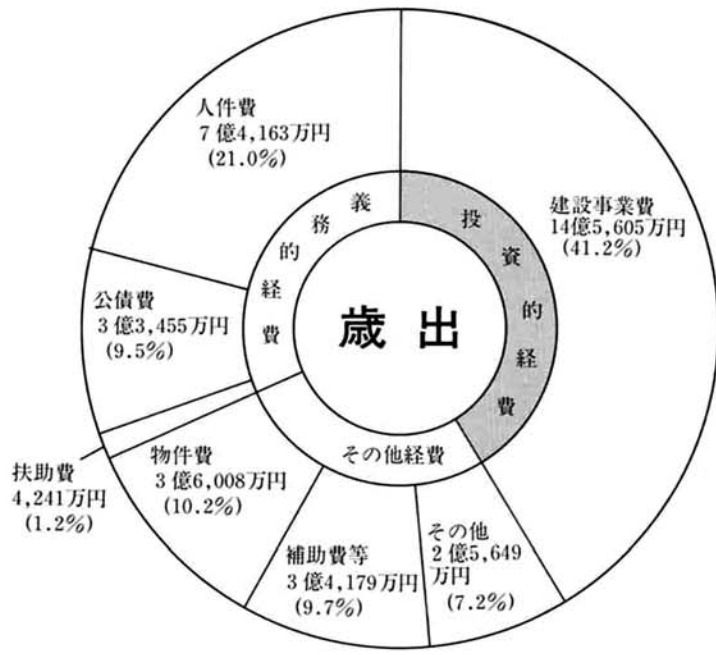 歳出
投資的経費
建設事業費
14億5,605万円
(41.2%)
その他経費
その他
2億5,649
万円
(7.2%)
補助費等
3億4,179万円
(9.7%)
物件費
3億6,008万円
(10.2%)
義務的経費
扶助費
4,241万円
(1.2%)
公債費
3億3,455万円
(9.5%)
人件費
7億4,163万円
(21.0%)